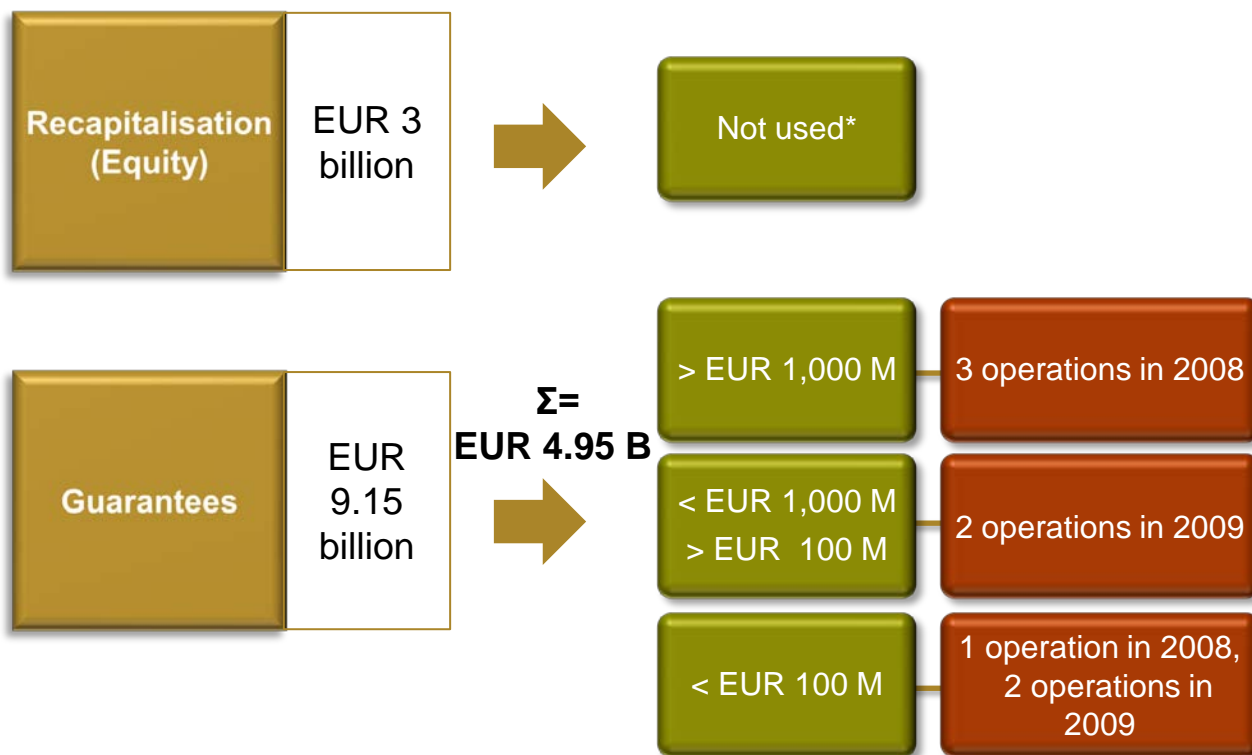 Recapitalisation
(Equity)
EUR 3
billion
Not used*
Guarantees
EUR
9.15
billion
Σ=
EUR 4.95 B
> EUR 1,000 M
3 operations in 2008
< EUR 1,000 M
> EUR 100 M
2 operations in 2009
< EUR 100 M
1 operation in 2008,
2 operations in
2009